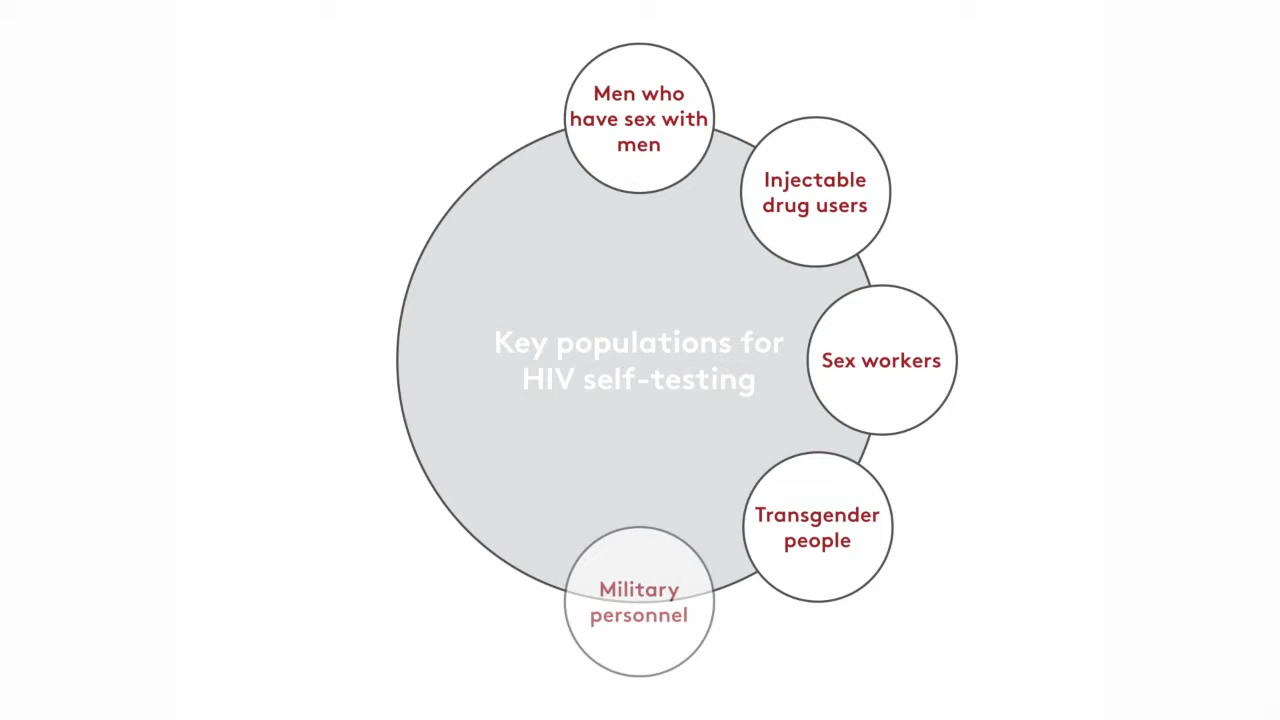 Men who
have sex with
men
Injectable
drug users
Key populations for
HIV self-testing
Sex workers
Transgender
people
Military
personnel